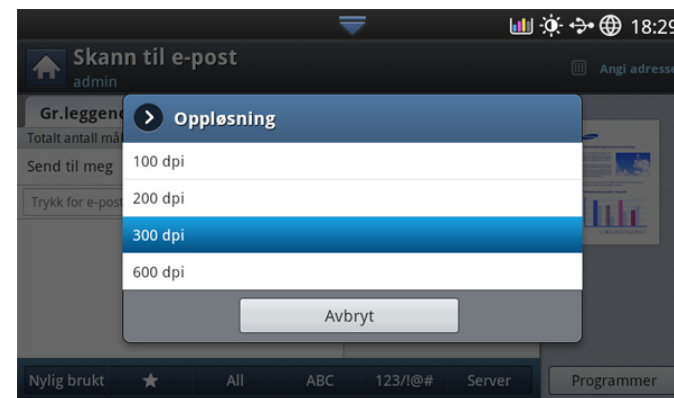 18:29
Skann til e-post
admin
Angi adresse
Gr.leggend
Totalt antall mål
Send til meg
Trykk for e-post
Oppløsning
100 dpi
200 dpi
300 dpi
600 dpi
Avbryt
Nylig brukt ★ All ABC 123/!@# Server
Programmer